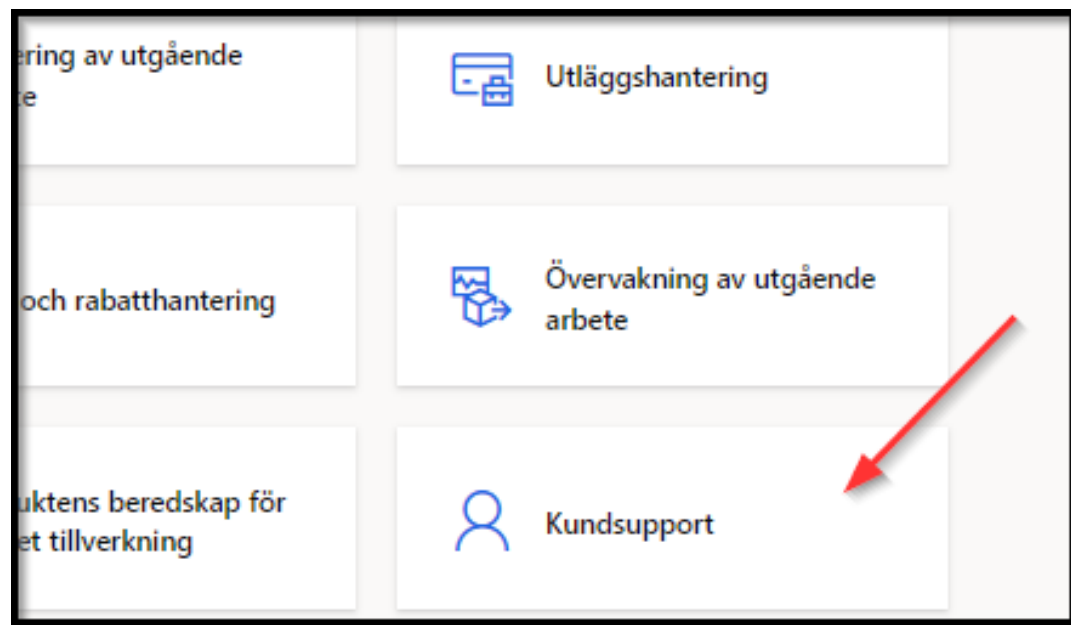 ering av utgående
Utläggshantering
och rabatthantering
Övervakning av utgående
arbete
uktens beredskap för
et tillverkning
Kundsupport